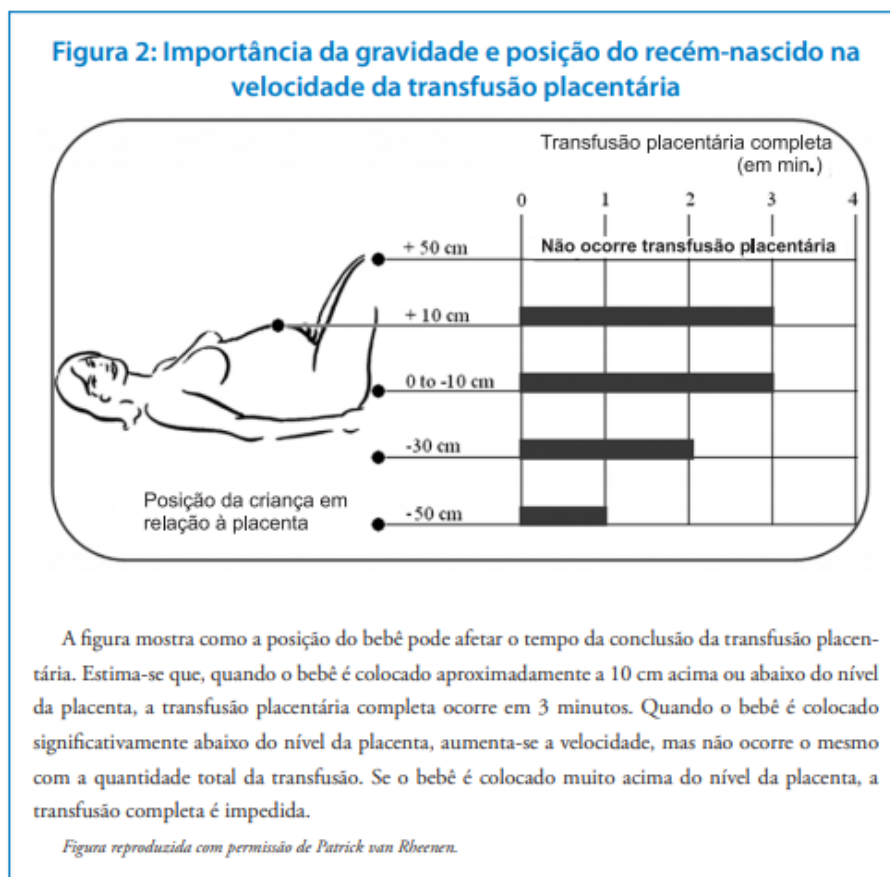 Figura 2: Importância da gravidade e posição do recém-nascido na
velocidade da transfusão placentária
Transfusão placentária completa
(em min.)
0 1 2 3 4
+ 50 cm Não ocorre transfusão placentária
+ 10 cm
0 to -10 cm
-30 cm
Posição da criança em
relação à placenta
-50 cm
A figura mostra como a posição do bebê pode afetar o tempo da conclusão da transfusão placen-
tária. Estima-se que, quando o bebê é colocado aproximadamente a 10 cm acima ou abaixo do nível
da placenta, a transfusão placentária completa ocorre em 3 minutos. Quando o bebê é colocado
significativamente abaixo do nível da placenta, aumenta-se a velocidade, mas não ocorre o mesmo
com a quantidade total da transfusão. Se o bebê é colocado muito acima do nível da placenta, a
transfusão completa é impedida.
Figura reproduzida com permissão de Patrick van Rheenen.